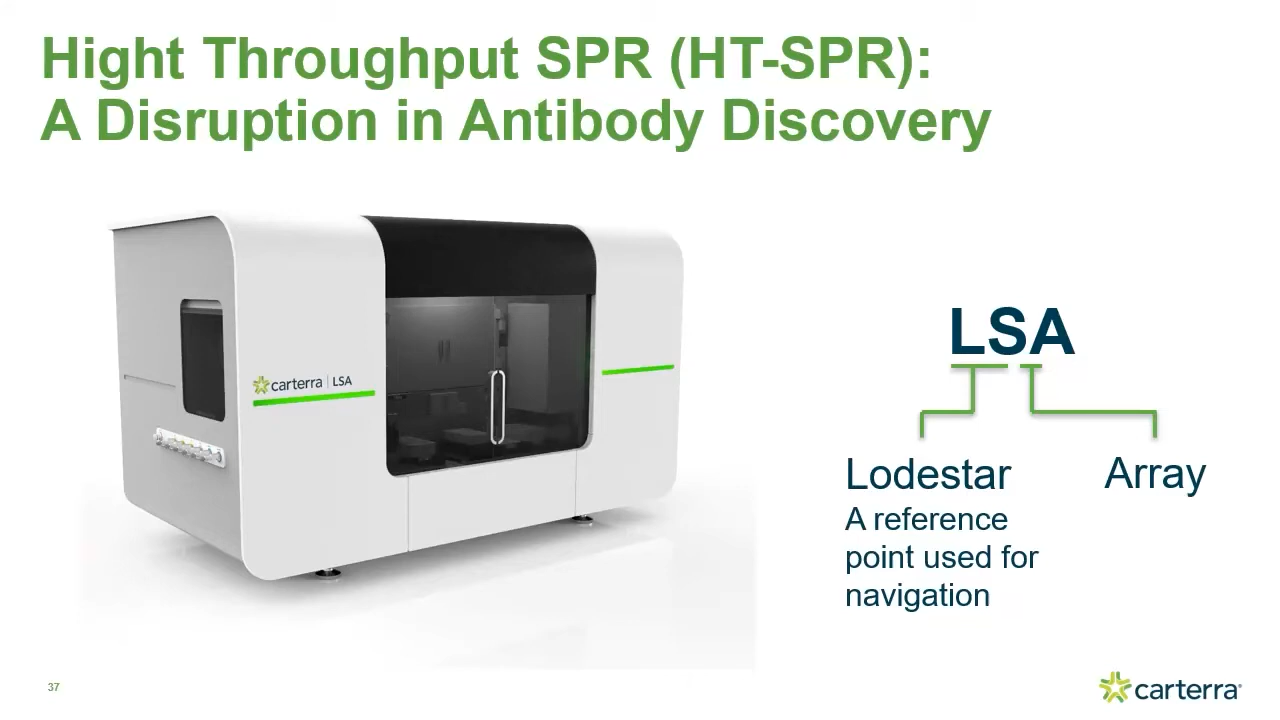 Hight Throughput SPR (HT-SPR):
A Disruption in Antibody Discovery
carterra | LSA
LSA
Lodestar
Array
A reference
point used for
navigation
37
carterra®